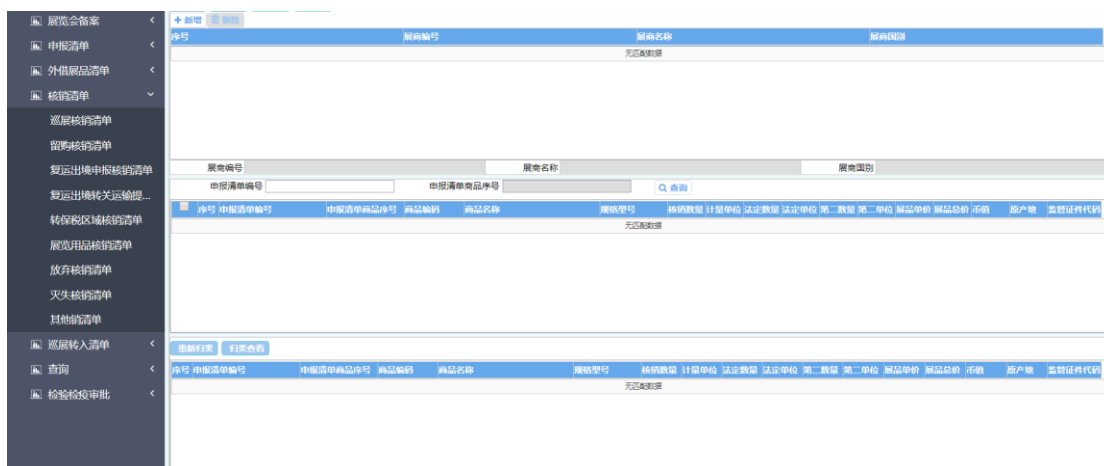 展览会备案
申报清单
外借展品清单
核销清单
巡展核销清单
留购核销清单
复运出境申报核销清单
复运出境转关运输提...
转保税区域核销清单
展览用品核销清单
放弃核销清单
灭失核销清单
其他销清单
巡展转入清单
查询
检验检疫审批
+ 新增 删除
序号 展商编号 展商名称 展商国别
无匹配数据
展商编号 展商名称 展商国别
申报清单编号 申报清单商品序号 查询
序号 申报清单编号 申报清单商品序号 商品编码 商品名称 规格型号 核销数量 计量单位 法定数量 法定单位 第二数量 第二单位 展品单价 展品总价 币值 原产地 监管证件代码
无匹配数据
重新归类 归类查看
序号 申报清单编号 申报清单商品序号 商品编码 商品名称 规格型号 核销数量 计量单位 法定数量 法定单位 第二数量 第二单位 展品单价 展品总价 币值 原产地 监管证件代码
无匹配数据